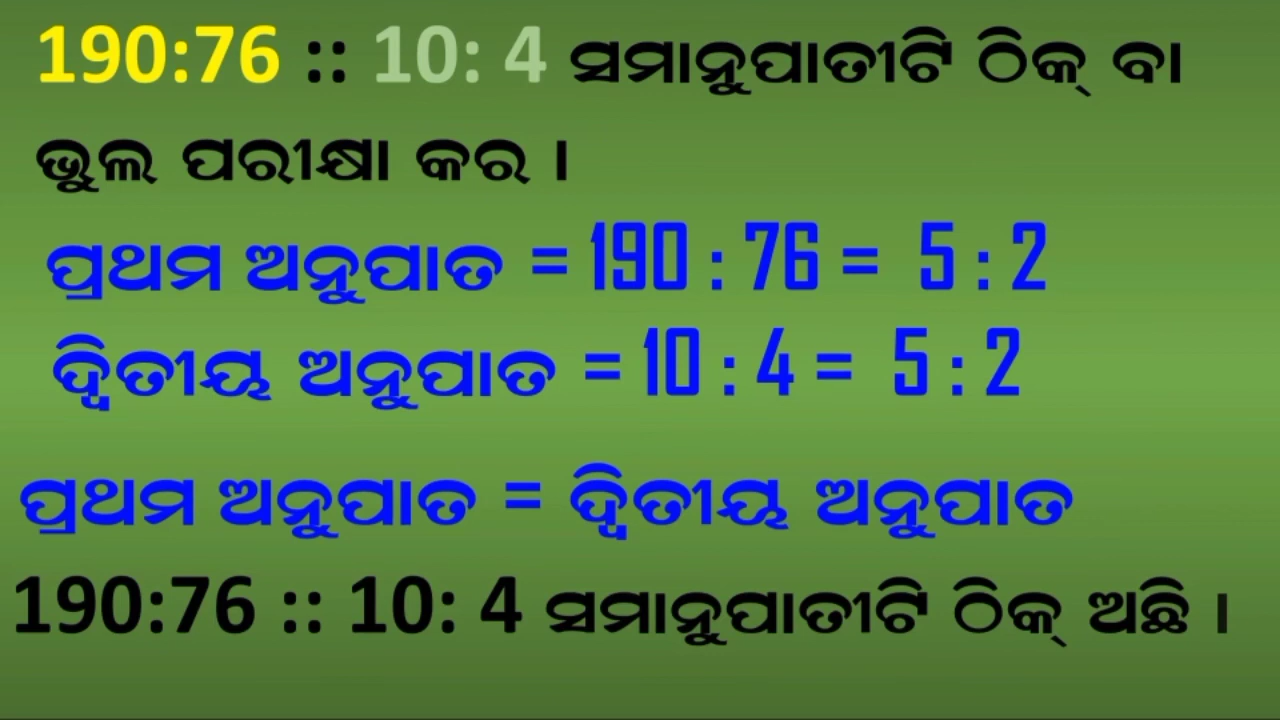 190:76 :: 10: 4 ସମାନୁପାତୀଟି ଠିକ୍ ବା
ଭୁଲ ପରୀକ୍ଷା କର ।
ପ୍ରଥମ ଅନୁପାତ = 190 : 76 = 5 : 2
ଦ୍ୱିତୀୟ ଅନୁପାତ = 10 : 4 = 5 : 2
ପ୍ରଥମ ଅନୁପାତ = ଦ୍ୱିତୀୟ ଅନୁପାତ
190:76 :: 10: 4 ସମାନୁପାତୀଟି ଠିକ୍ ଅଛି ।